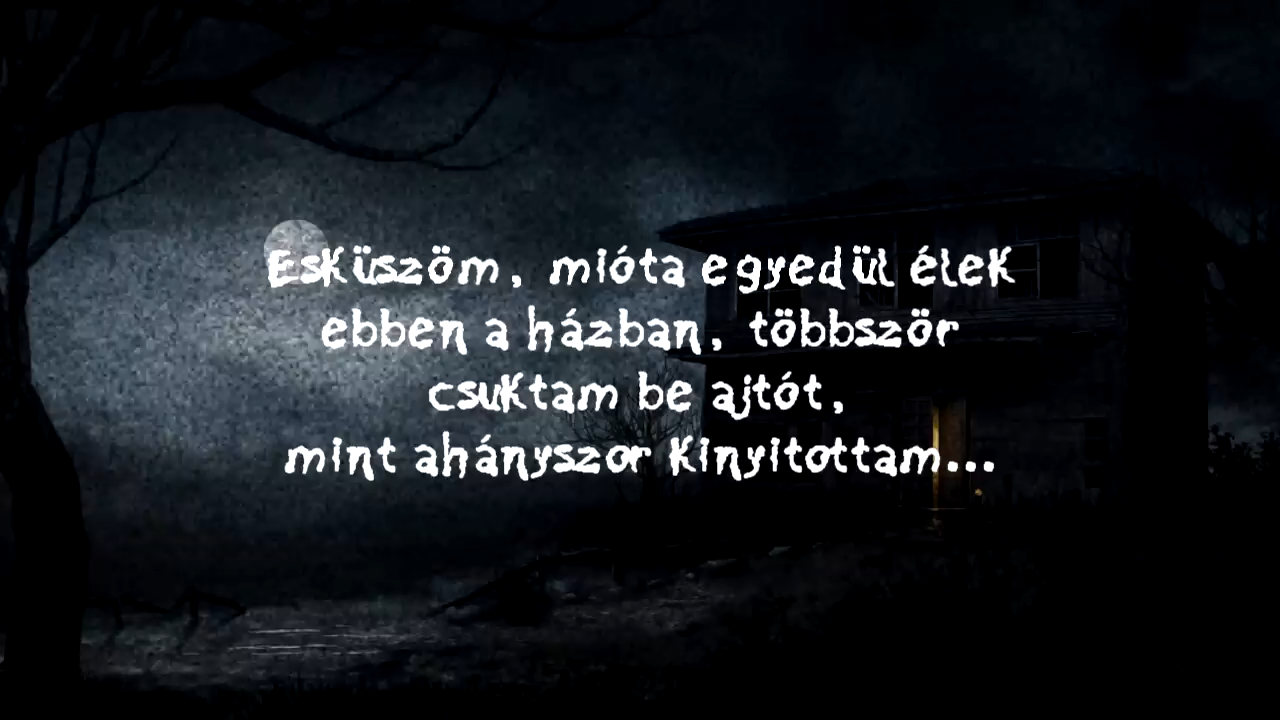 Esküszöm, mióta egyedül élek
ebben a házban, többször
csuktam be ajtót,
mint ahányszor kinyitottam...